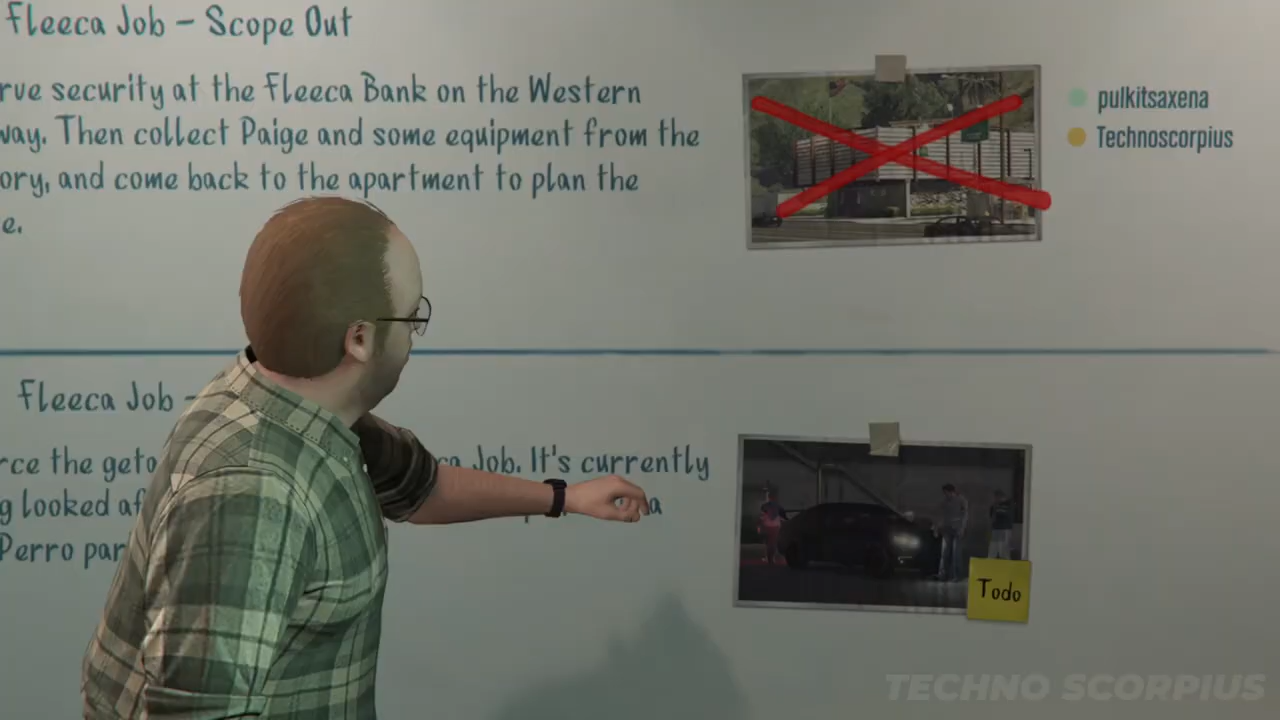 Fleeca Job - Scope Out
rve security at the Fleeca Bank on the Western
way. Then collect Paige and some equipment from the
ory, and come back to the apartment to plan the
e.
pulkitsaxena
Technoscorpius
Fleeca Job -
rce the geta ca Job. It's currently
g looked af a
Perro par
Todo
TECHNO SCORPIUS